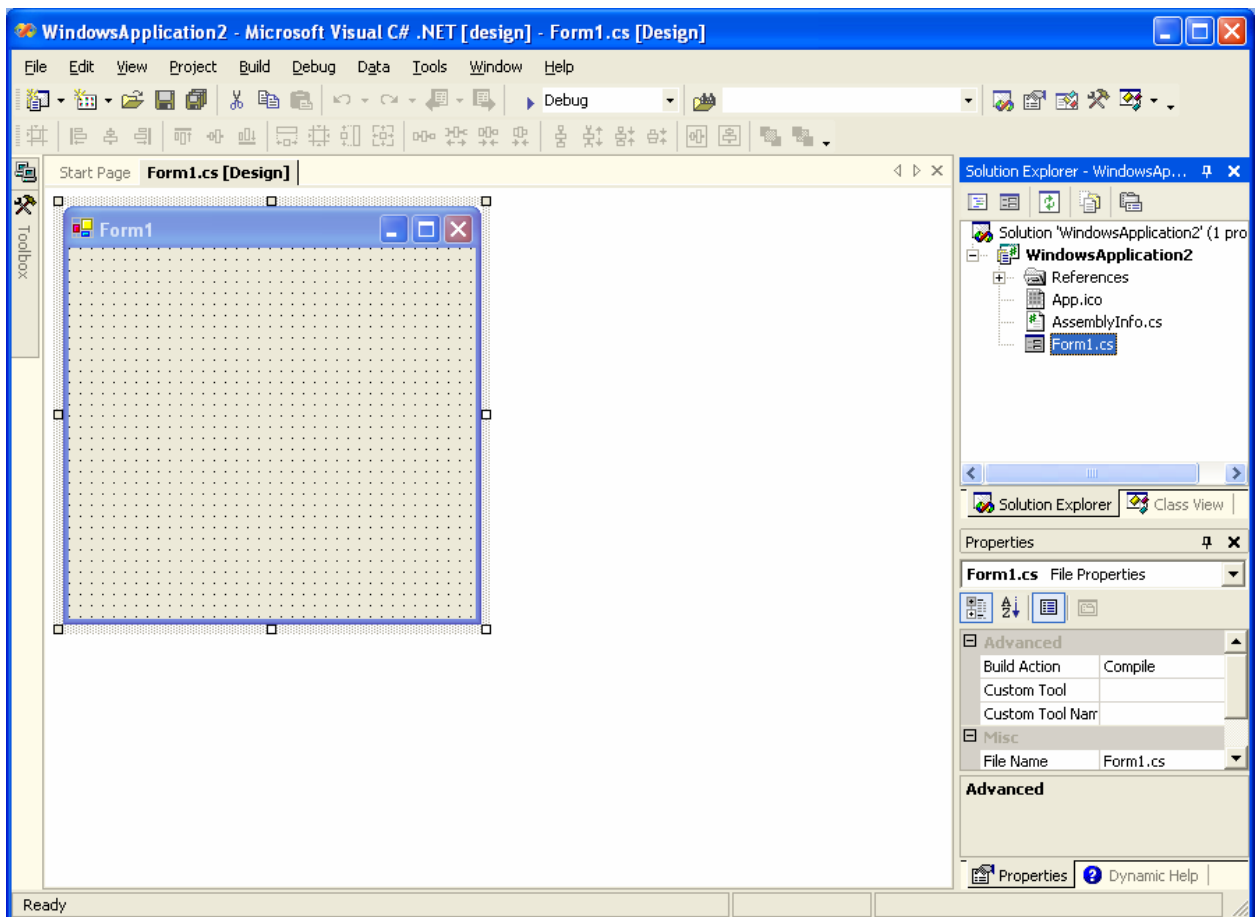 WindowsApplication2 - Microsoft Visual C# .NET [design] - Form1.cs [Design]
File Edit View Project Build Debug Data Tools Window Help
Debug
Start Page Form1.cs [Design]
Toolbox
Form1
Solution Explorer - WindowsAp...
Solution 'WindowsApplication2' (1 pro
WindowsApplication2
References
App.ico
AssemblyInfo.cs
Form1.cs
Solution Explorer Class View
Properties
Form1.cs File Properties
Advanced
Build Action Compile
Custom Tool
Custom Tool Nam
Misc
File Name Form1.cs
Advanced
Properties Dynamic Help
Ready